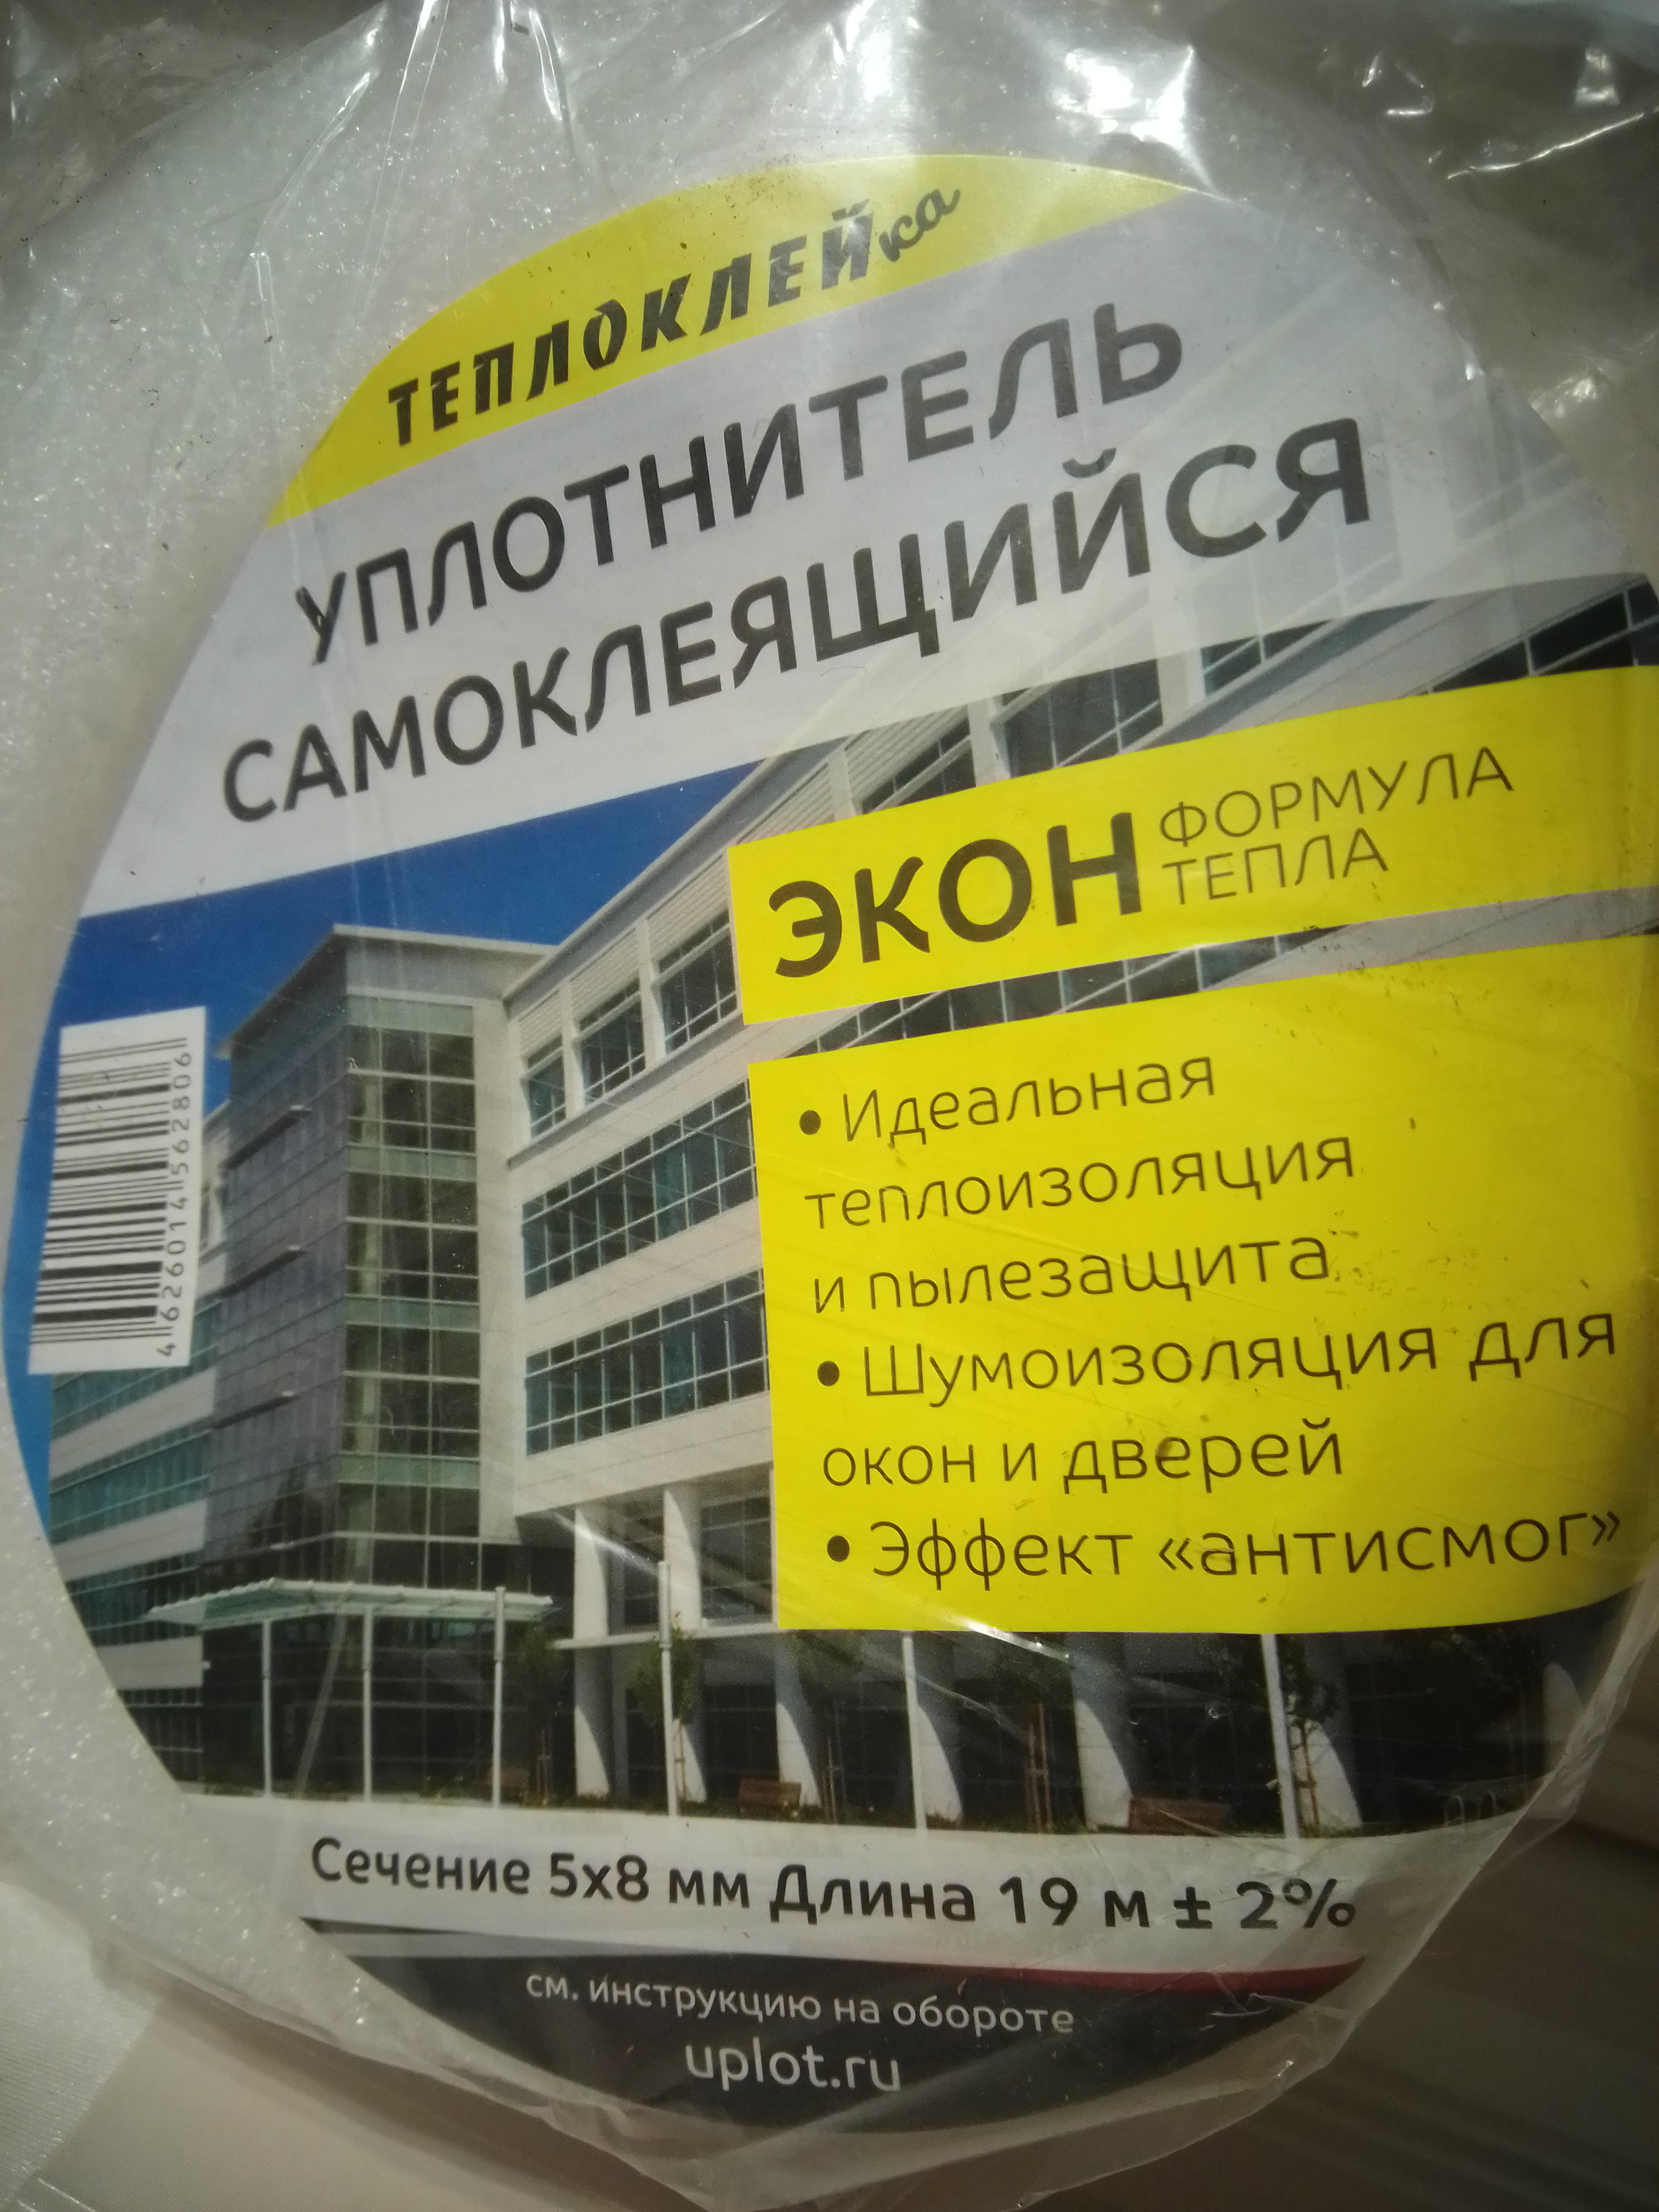 ТЕПЛОКЛЕЙка
УПЛОТНИТЕЛЬ
САМОКЛЕЯЩИЙСЯ
ЭКОН ФОРМУЛА
ТЕПЛА
• Идеальная
теплоизоляция
и пылезащита
• Шумоизоляция для
окон и дверей
• Эффект «антисмог»
4626014562806
Сечение 5х8 мм Длина 19 м ± 2%
см. инструкцию на обороте
uplot.ru